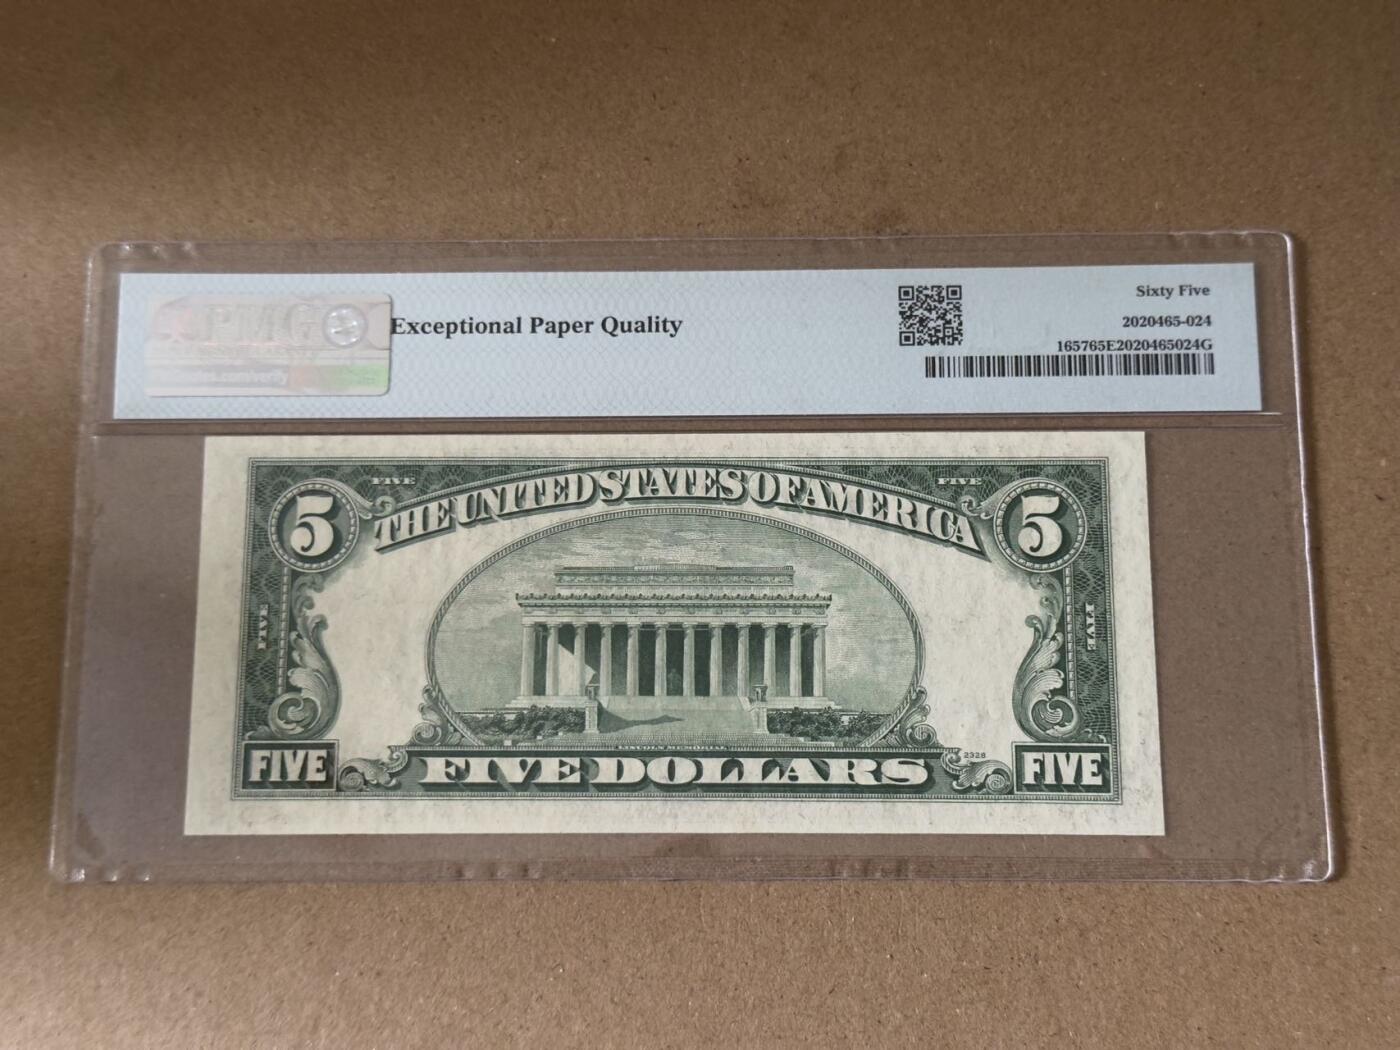 PMG
Exceptional Paper Quality
Sixty Five
2020465-024
165765E2020465024G
FIVE
FIVE
5
THE UNITED STATES OF AMERICA
5
FIVE
FIVE
LINCOLN MEMORIAL
2328
FIVE
FIVE DOLLARS
FIVE